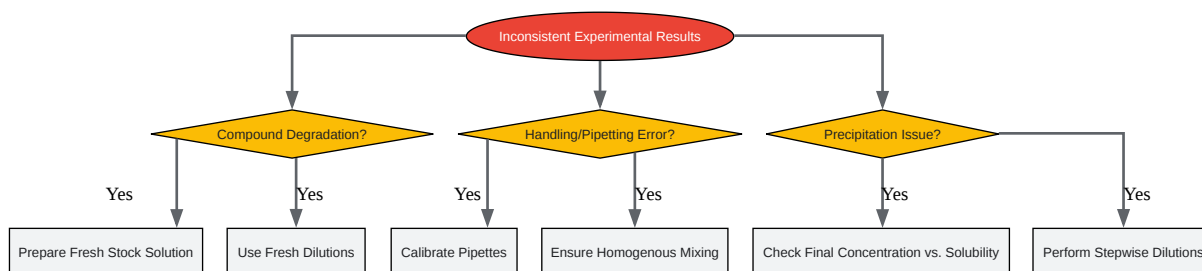 Inconsistent Experimental Results
Compound Degradation?
Handling/Pipetting Error?
Precipitation Issue?
Yes
Yes
Yes
Yes
Yes
Yes
Prepare Fresh Stock Solution
Use Fresh Dilutions
Calibrate Pipettes
Ensure Homogenous Mixing
Check Final Concentration vs. Solubility
Perform Stepwise Dilutions